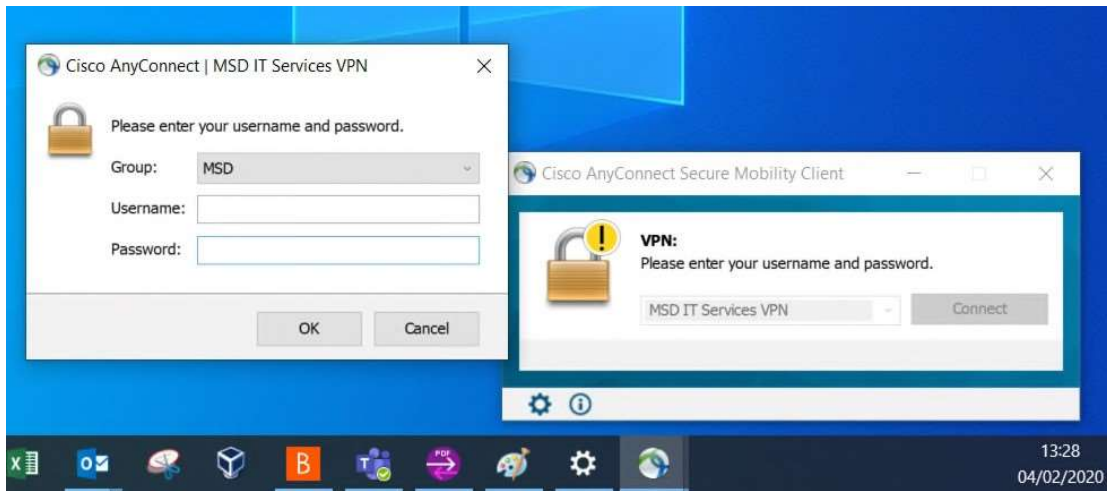 Cisco AnyConnect | MSD IT Services VPN
Please enter your username and password.
Group: MSD
Username:
Password:
OK Cancel
Cisco AnyConnect Secure Mobility Client
VPN:
Please enter your username and password.
MSD IT Services VPN Connect
B
PDF
13:28
04/02/2020